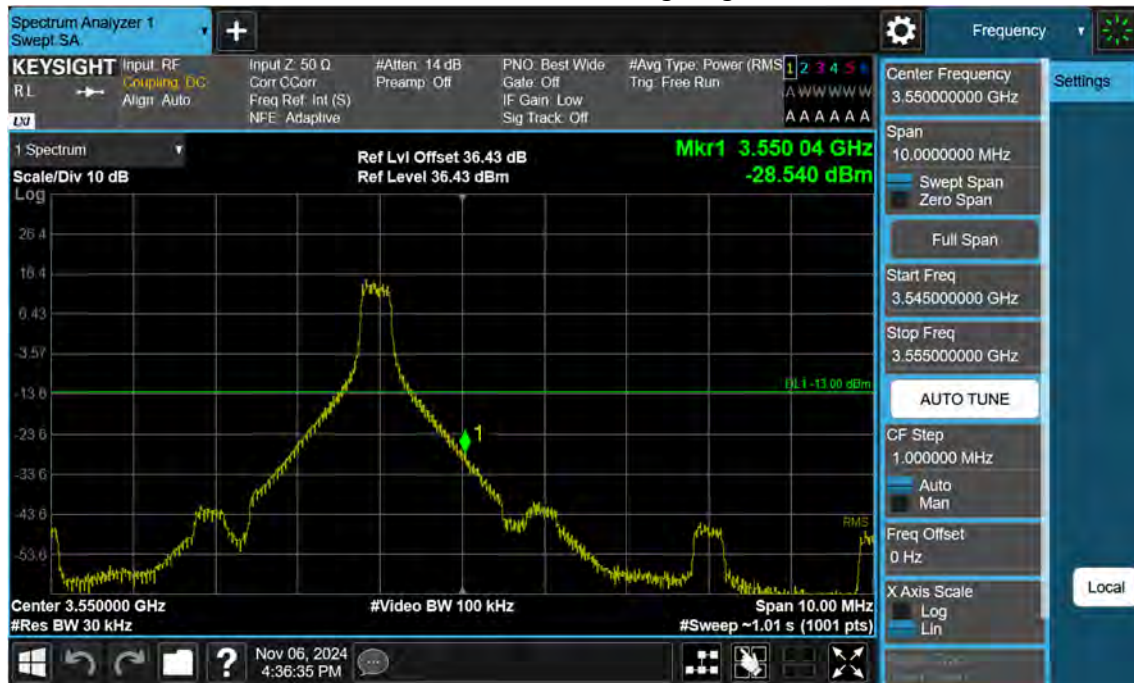 Spectrum Analyzer 1
Swept SA
Frequency
KEYSIGHT
RL
LXI
Input: RF
Coupling: DC
Align: Auto
Input Z: 50 Ω
Corr CCorr
Freq Ref: Int (S)
NFE: Adaptive
#Atten: 14 dB
Preamp: Off
PNO: Best Wide
Gate: Off
IF Gain: Low
Sig Track: Off
#Avg Type: Power (RMS
Trig: Free Run
1 2 3 4 5 6
A W W W W W
A A A A A A
1 Spectrum
Scale/Div 10 dB
Log
Ref Lvl Offset 36.43 dB
Ref Level 36.43 dBm
Mkr1 3.550 04 GHz
-28.540 dBm
26.4
16.4
6.43
-3.57
-13.6
-23.6
-33.6
-43.6
-53.6
DL1 -13.00 dBm
1
RMS
Center 3.550000 GHz
#Res BW 30 kHz
#Video BW 100 kHz
Span 10.00 MHz
#Sweep ~1.01 s (1001 pts)
Center Frequency
3.550000000 GHz
Settings
Span
10.0000000 MHz
Swept Span
Zero Span
Full Span
Start Freq
3.545000000 GHz
Stop Freq
3.555000000 GHz
AUTO TUNE
CF Step
1.000000 MHz
Auto
Man
Freq Offset
0 Hz
X Axis Scale
Log
Lin
Local
?
Nov 06, 2024
4:36:35 PM